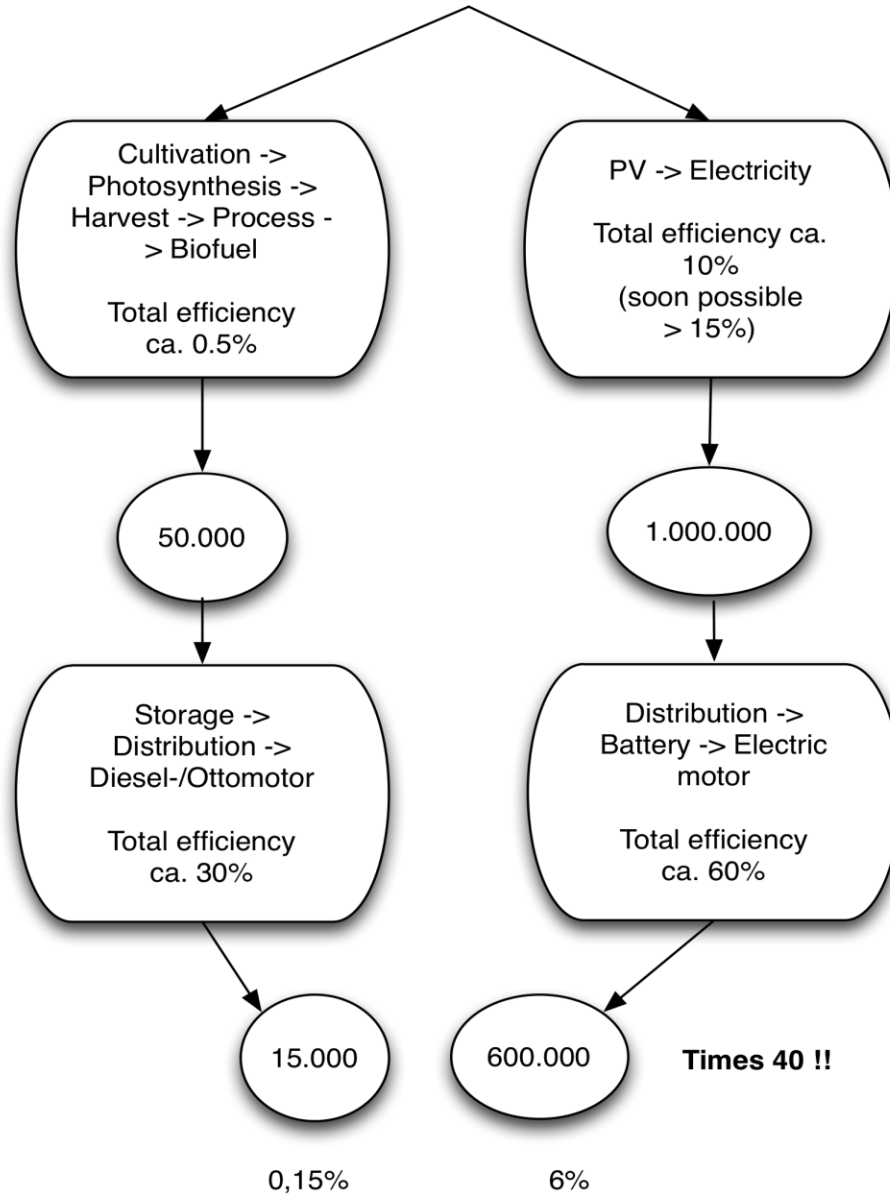 Cultivation ->
Photosynthesis ->
Harvest -> Process -
> Biofuel
Total efficiency
ca. 0.5%
PV -> Electricity
Total efficiency ca.
10%
(soon possible
> 15%)
50.000
1.000.000
Storage ->
Distribution ->
Diesel-/Ottomotor
Total efficiency
ca. 30%
Distribution ->
Battery -> Electric
motor
Total efficiency
ca. 60%
15.000
600.000
Times 40 !!
0,15%
6%